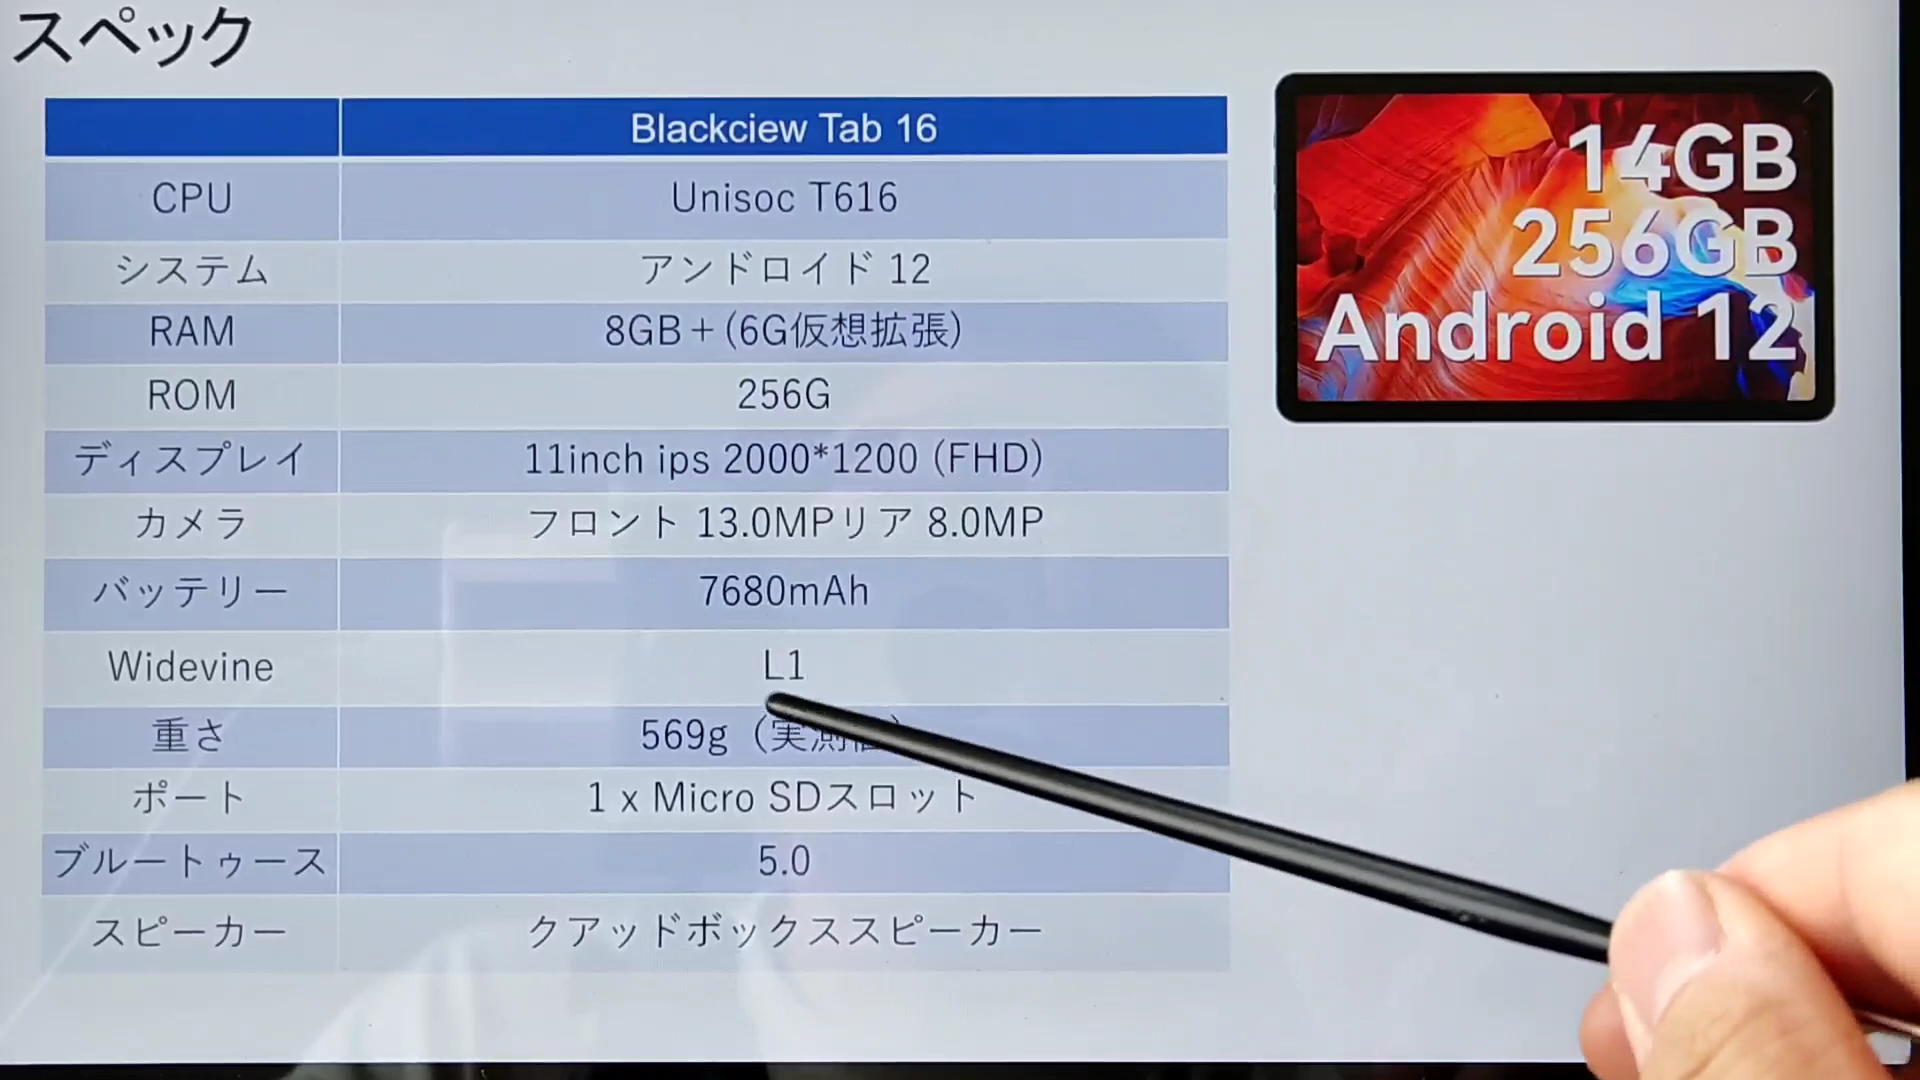 スペック
Blackciew Tab 16
CPU Unisoc T616
システム アンドロイド 12
RAM 8GB+(6G仮想拡張)
ROM 256G
ディスプレイ 11inch ips 2000*1200 (FHD)
カメラ フロント 13.0MPリア 8.0MP
バッテリー 7680mAh
Widevine L1
重さ 569g（実測
ポート 1 x Micro SDスロット
ブルートゥース 5.0
スピーカー クアッドボックススピーカー
14GB
256GB
Android 12